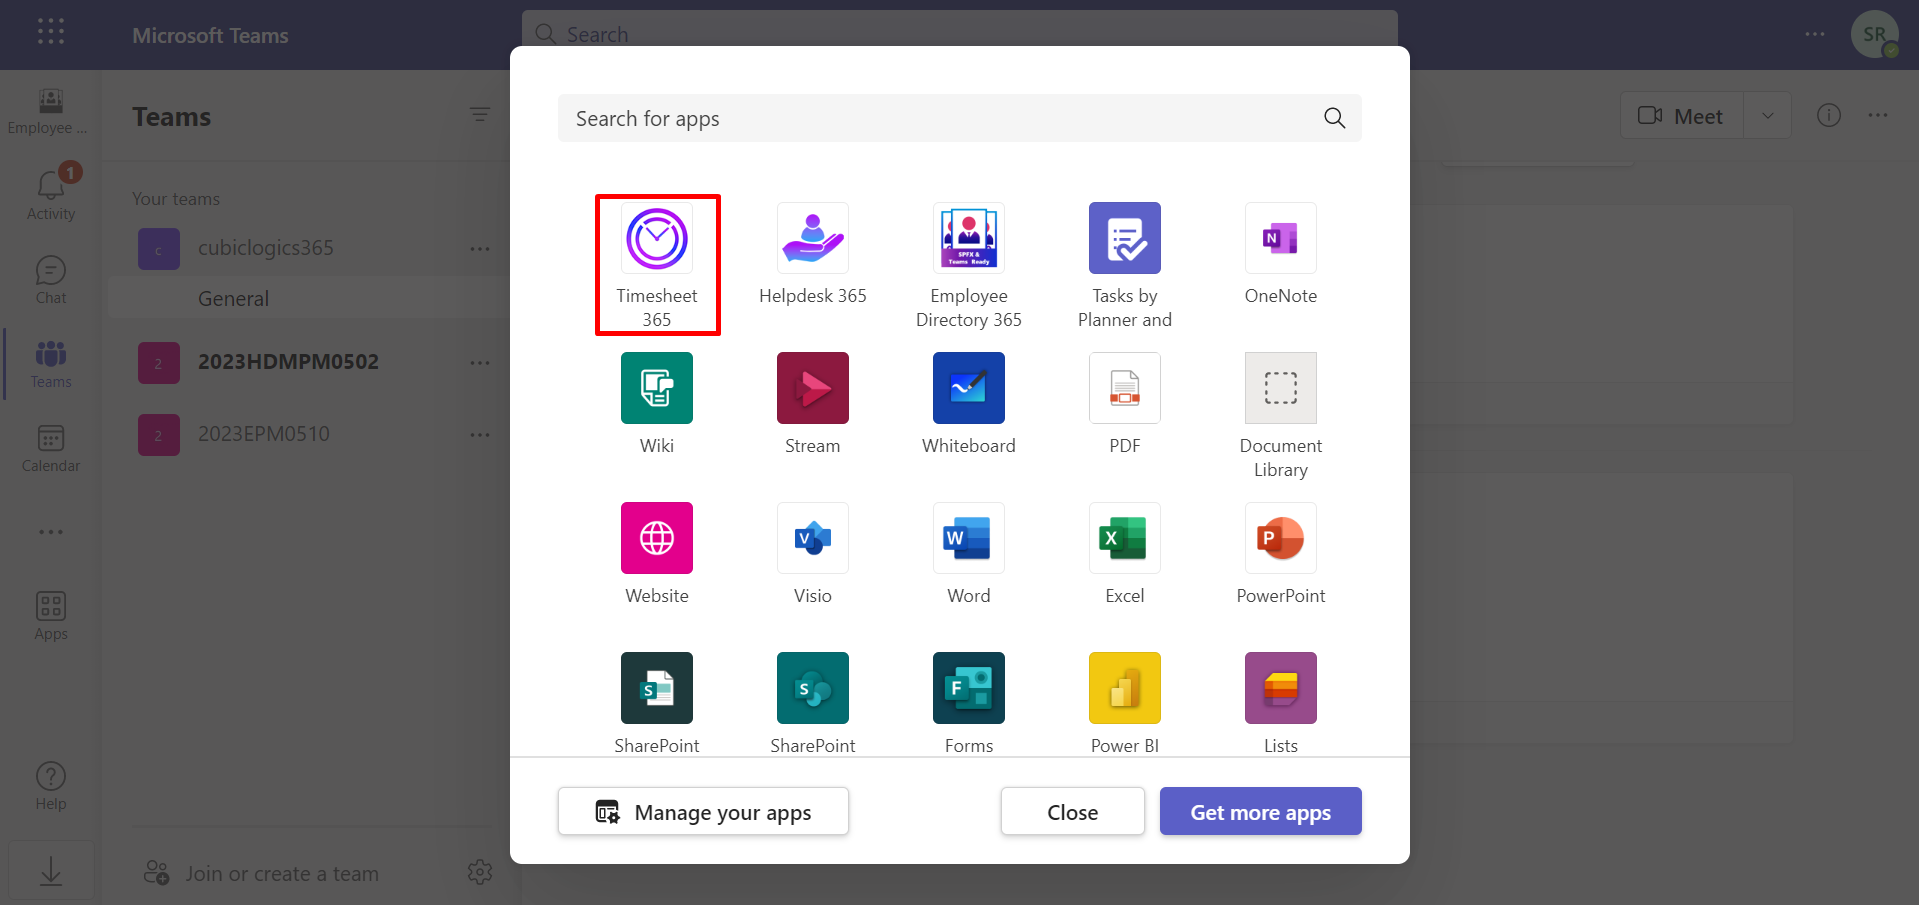 Microsoft Teams
Search
SR
Employee ...
1
Activity
Chat
Teams
Calendar
Apps
Help
Teams
Your teams
c
cubiclogics365
General
2
2023HDMPM0502
2
2023EPM0510
Join or create a team
Meet
Search for apps
Timesheet
365
Helpdesk 365
SPFX &
Teams Ready
Employee
Directory 365
Tasks by
Planner and
N
OneNote
Wiki
Stream
Whiteboard
PDF
Document
Library
Website
V
Visio
W
Word
X
Excel
P
PowerPoint
S
SharePoint
S
SharePoint
F
Forms
Power BI
Lists
Manage your apps
Close
Get more apps